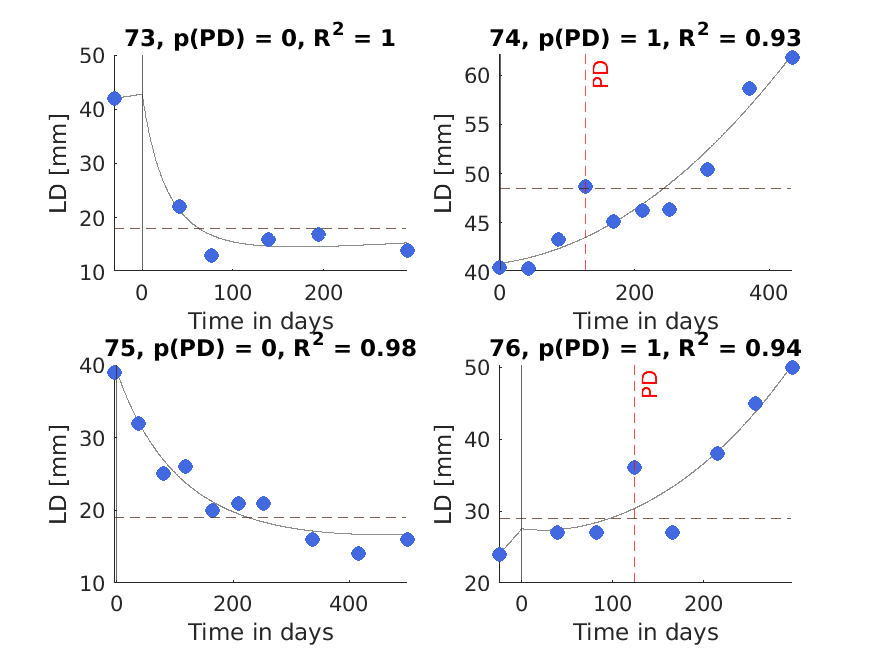 73, p(PD) = 0, R² = 1
50
40
30
20
10
LD [mm]
0
100
200
Time in days
74, p(PD) = 1, R² = 0.93
PD
60
55
50
45
40
LD [mm]
0
200
400
Time in days
75, p(PD) = 0, R² = 0.98
40
30
20
10
LD [mm]
0
200
400
Time in days
76, p(PD) = 1, R² = 0.94
PD
50
40
30
20
LD [mm]
0
100
200
Time in days